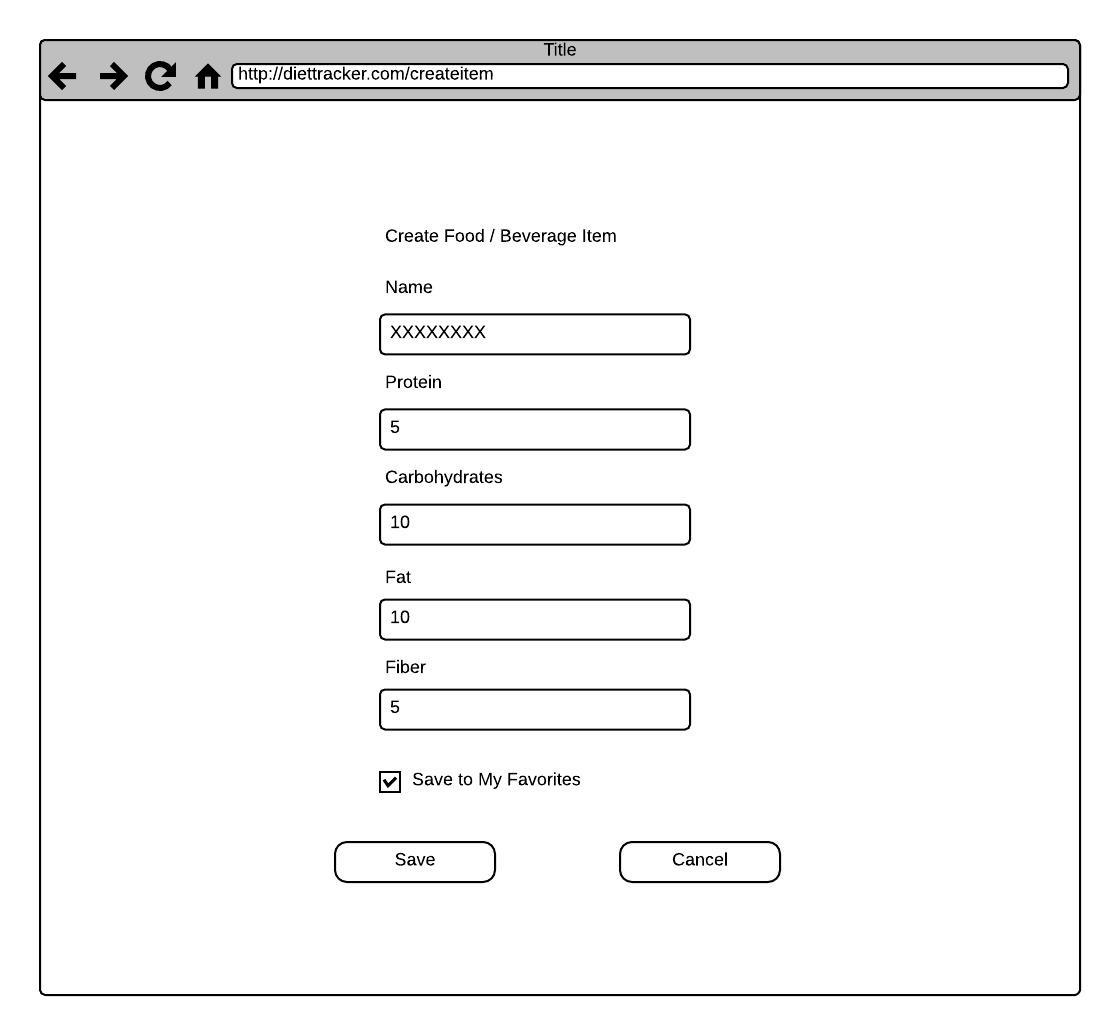 Title
http://diettracker.com/createitem
Create Food / Beverage Item
Name
XXXXXXXX
Protein
5
Carbohydrates
10
Fat
10
Fiber
5
Save to My Favorites
Save
Cancel